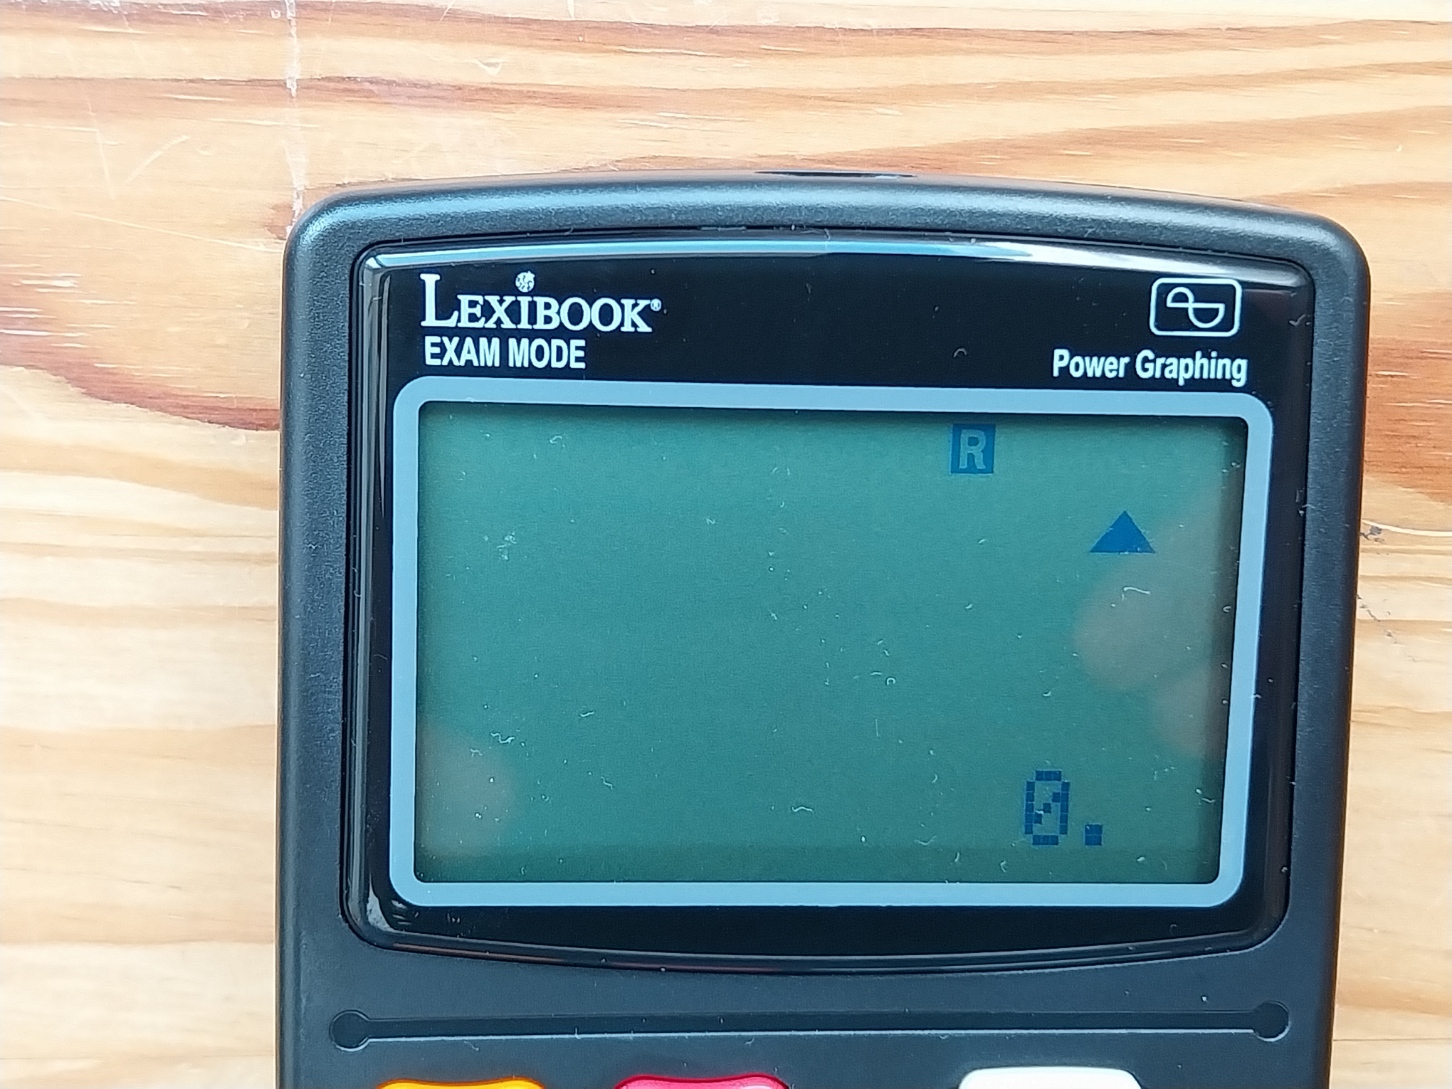 LEXIBOOK®
EXAM MODE
Power Graphing
R
0.